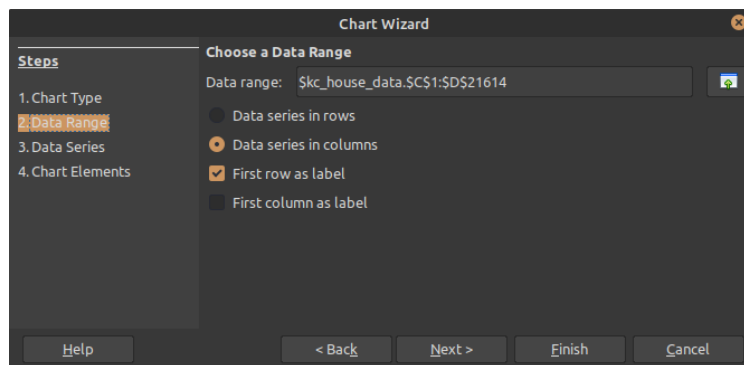 Chart Wizard
Steps
1. Chart Type
2. Data Range
3. Data Series
4. Chart Elements
Choose a Data Range
Data range: $kc_house_data.$C$1:$D$21614
Data series in rows
Data series in columns
First row as label
First column as label
Help
< Back
Next >
Finish
Cancel